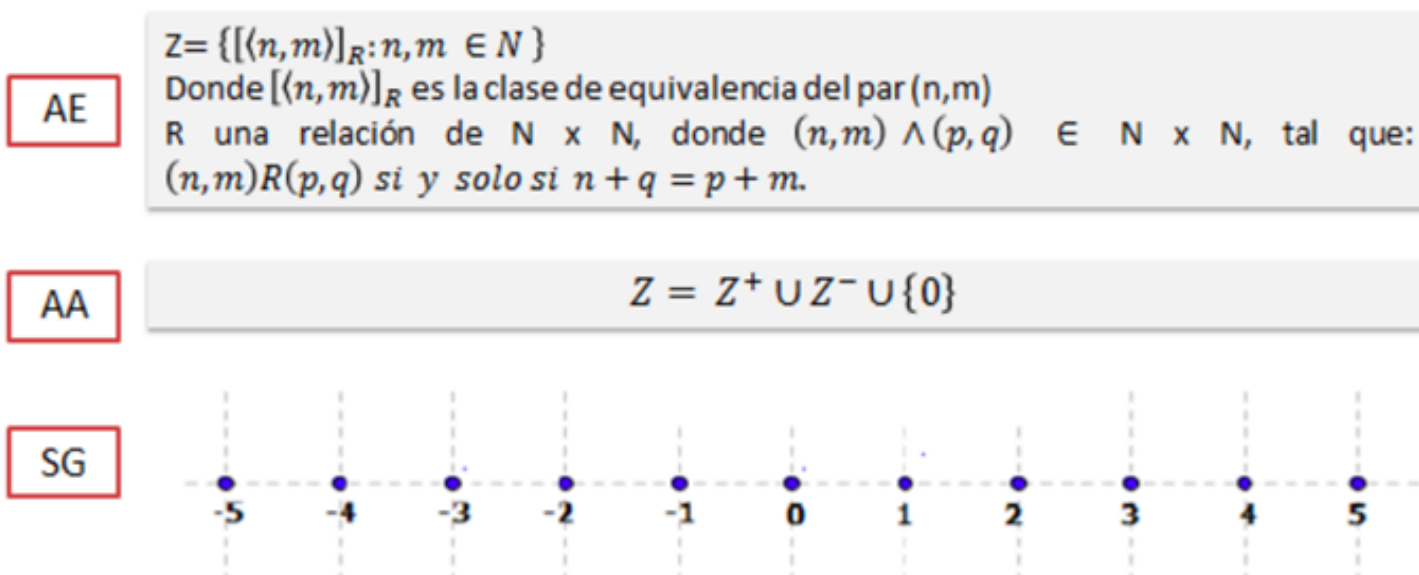 Z= {[⟨n,m⟩]_R: n,m ∈ N }
Donde [⟨n,m⟩]_R es la clase de equivalencia del par (n,m)
AE
R una relación de N x N, donde (n,m) ∧ (p,q) ∈ N x N, tal que:
(n,m)R(p,q) si y solo si n + q = p + m.
AA
Z = Z⁺ ∪ Z⁻ ∪ {0}
SG
-5 -4 -3 -2 -1 0 1 2 3 4 5